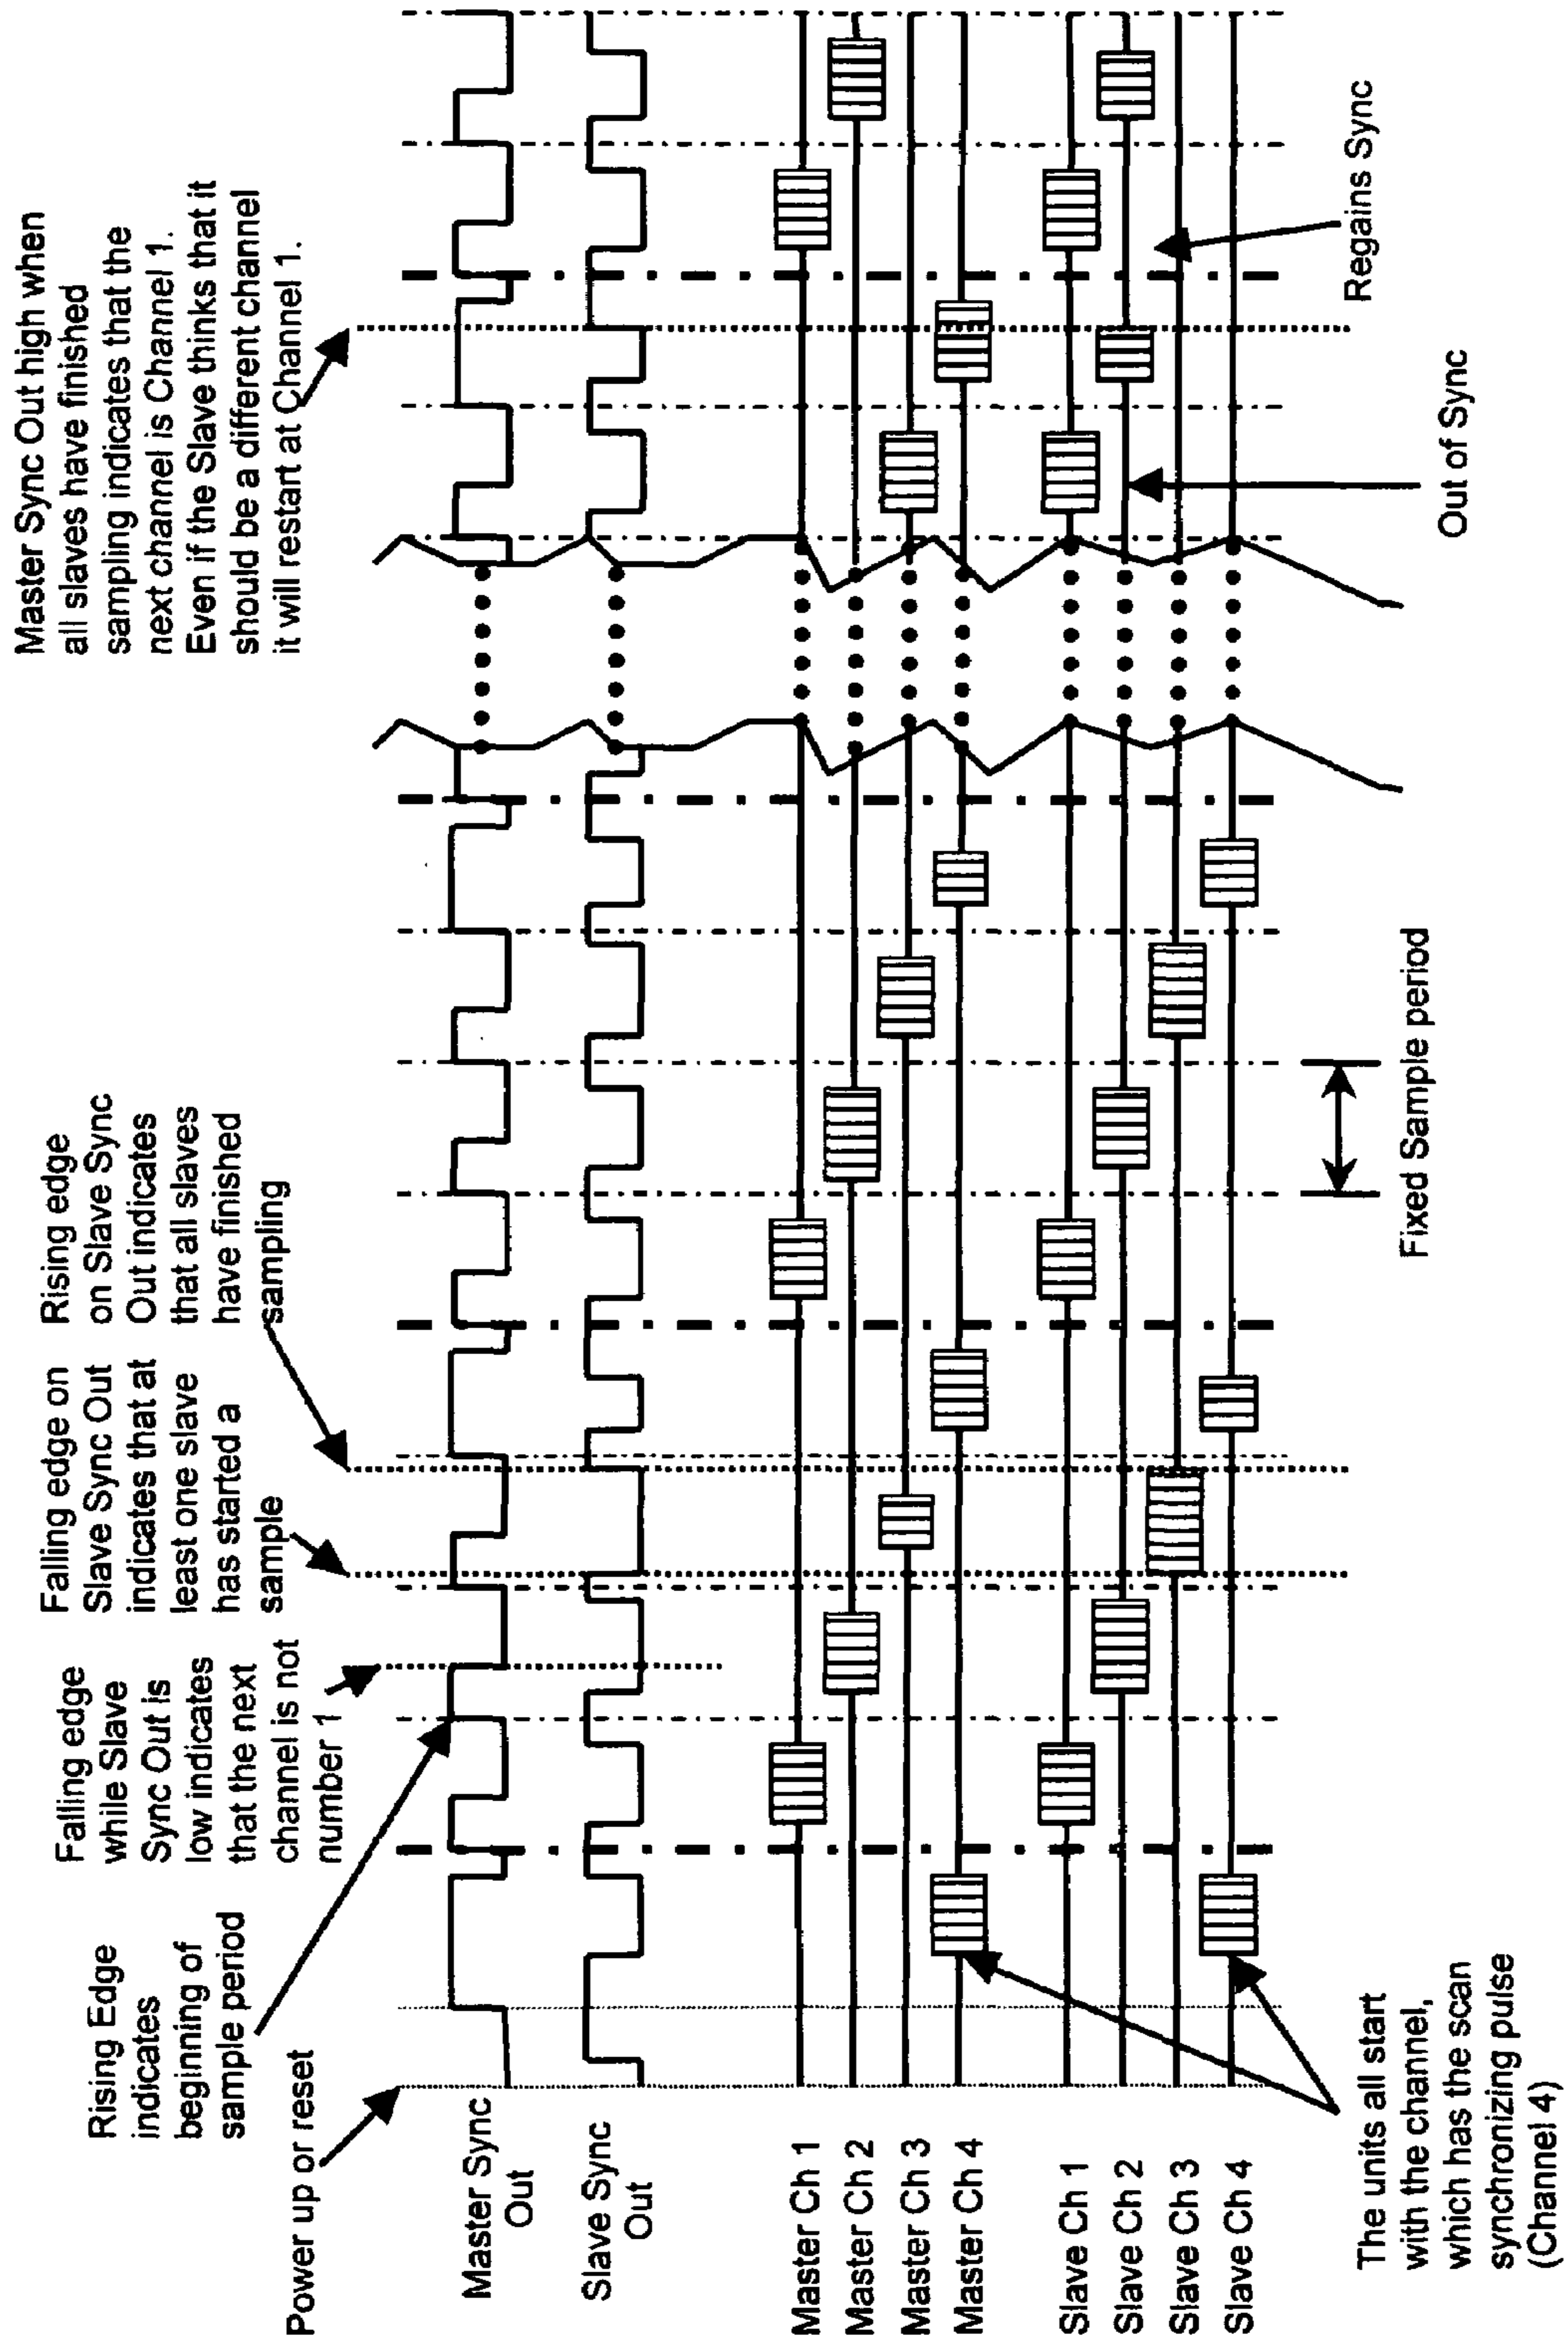 Power up or reset
Rising Edge
indicates
beginning of
sample period
Falling edge
while Slave
Sync Out is
low indicates
that the next
channel is not
number 1
Falling edge on
Slave Sync Out
indicates that at
least one slave
has started a
sample
Rising edge
on Slave Sync
Out indicates
that all slaves
have finished
sampling
Master Sync Out high when
all slaves have finished
sampling indicates that the
next channel is Channel 1.
Even if the Slave thinks that it
should be a different channel
it will restart at Channel 1.
Master Sync
Out
Slave Sync
Out
Master Ch 1
Master Ch 2
Master Ch 3
Master Ch 4
Slave Ch 1
Slave Ch 2
Slave Ch 3
Slave Ch 4
The units all start
with the channel,
which has the scan
synchronizing pulse
(Channel 4)
Fixed Sample period
Out of Sync
Regains Sync